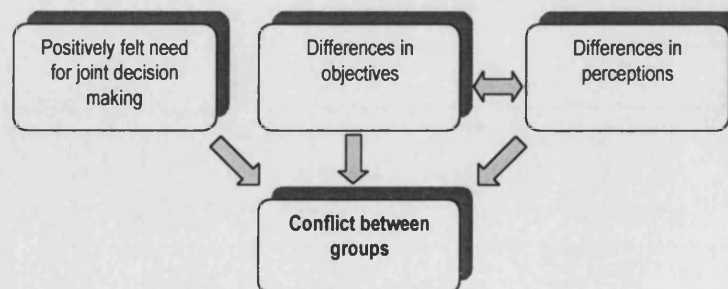 Positively felt need
for joint decision
making
Differences in
objectives
Differences in
perceptions
Conflict between
groups